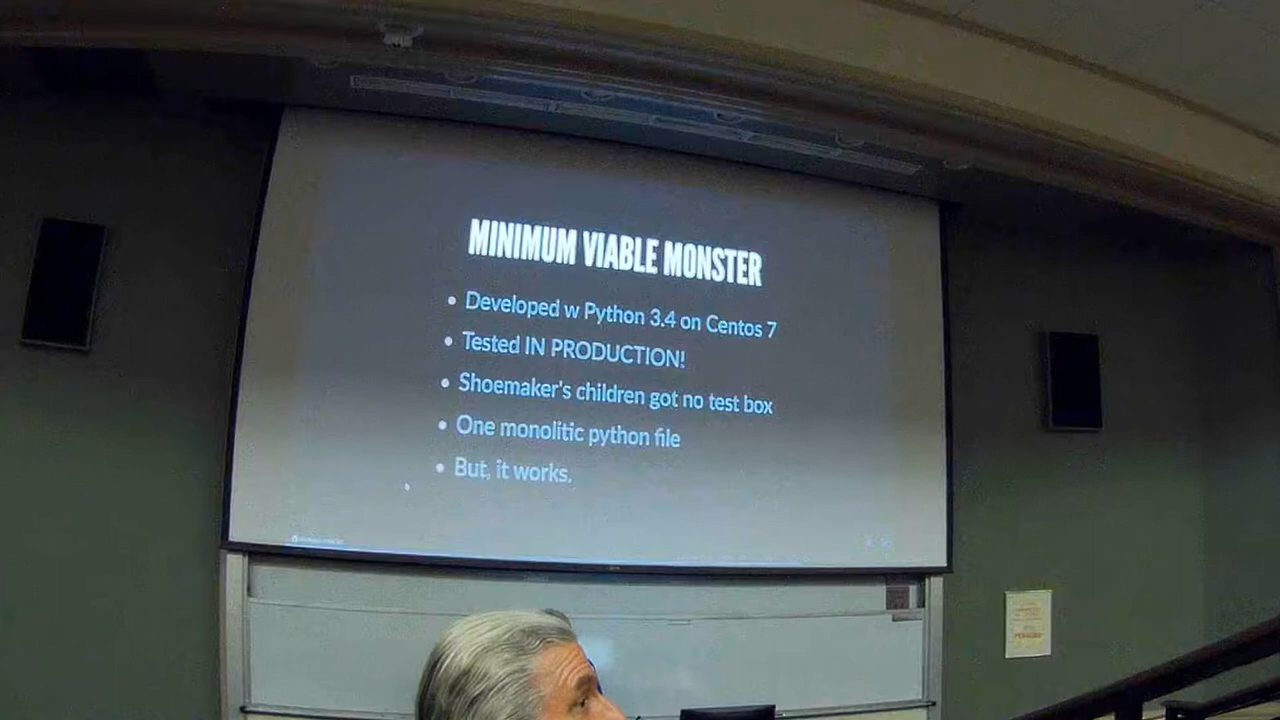 MINIMUM VIABLE MONSTER
Developed w Python 3.4 on Centos 7
Tested IN PRODUCTION!
Shoemaker's children got no test box
One monolitic python file
But, it works.